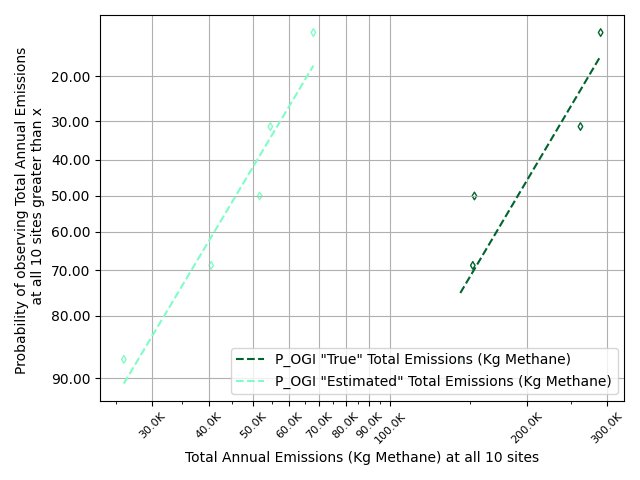 Probability of observing Total Annual Emissions
at all 10 sites greater than x
20.00
30.00
40.00
50.00
60.00
70.00
80.00
90.00
P_OGI "True" Total Emissions (Kg Methane)
P_OGI "Estimated" Total Emissions (Kg Methane)
30.0K
40.0K
50.0K
60.0K
70.0K
80.0K
90.0K
100.0K
200.0K
300.0K
Total Annual Emissions (Kg Methane) at all 10 sites